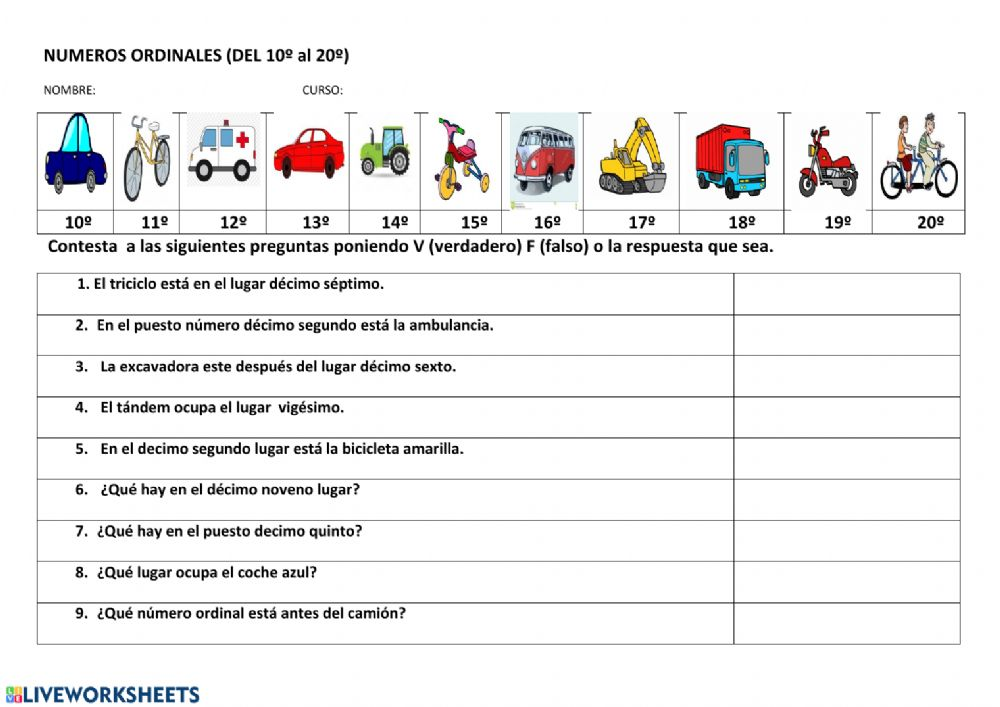 NUMEROS ORDINALES (DEL 10º al 20º)
NOMBRE: CURSO:
10º 11º 12º 13º 14º 15º 16º 17º 18º 19º 20º
Contesta a las siguientes preguntas poniendo V (verdadero) F (falso) o la respuesta que sea.
1. El triciclo está en el lugar décimo séptimo.
2. En el puesto número décimo segundo está la ambulancia.
3. La excavadora este después del lugar décimo sexto.
4. El tándem ocupa el lugar vigésimo.
5. En el decimo segundo lugar está la bicicleta amarilla.
6. ¿Qué hay en el décimo noveno lugar?
7. ¿Qué hay en el puesto decimo quinto?
8. ¿Qué lugar ocupa el coche azul?
9. ¿Qué número ordinal está antes del camión?
LIVEWORKSHEETS